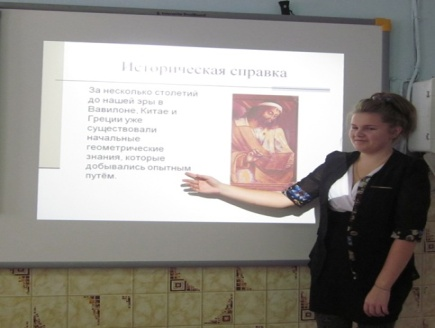 Историческая справка
За несколько столетий
до нашей эры в
Вавилоне, Китае и
Греции уже
существовали
начальные
геометрические
знания, которые
добывались опытным
путём.